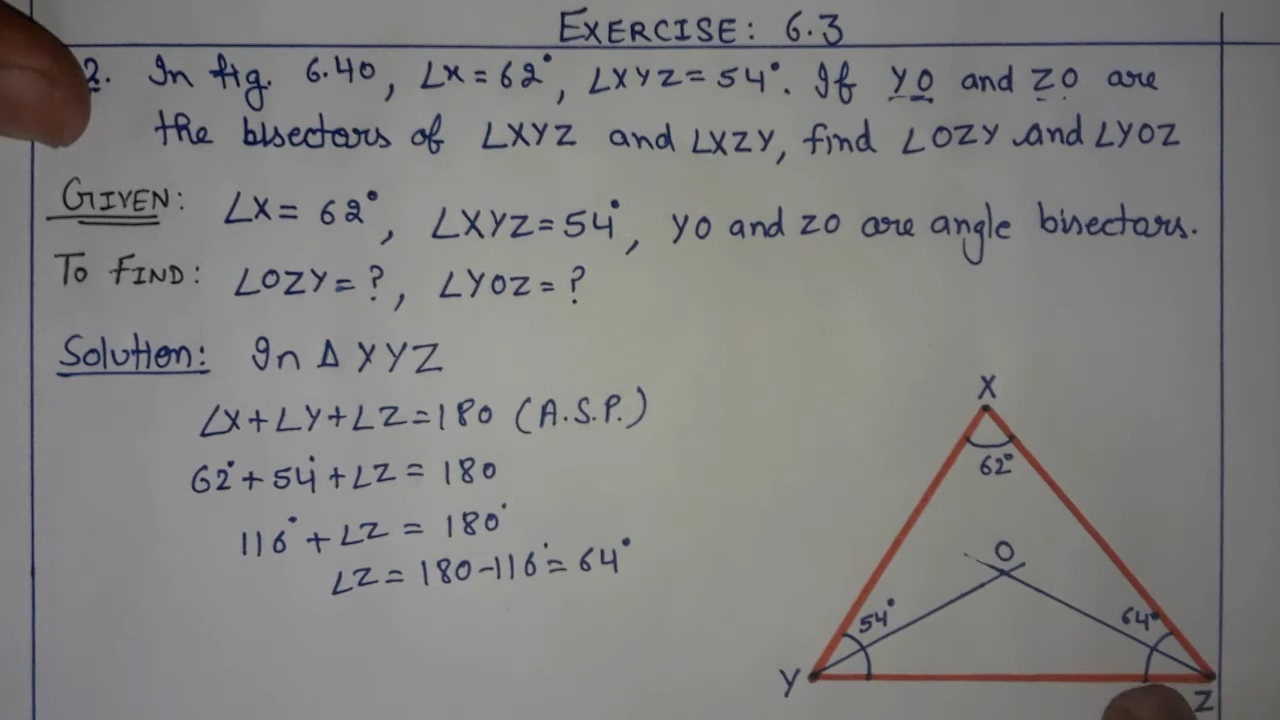 EXERCISE: 6.3
2. In fig. 6.40, ∠X = 62°, ∠XYZ = 54°. If YO and ZO are
the bisectors of ∠XYZ and ∠XZY, find ∠OZY and ∠YOZ
GIVEN: ∠X = 62°, ∠XYZ = 54°, YO and ZO are angle bisectors.
TO FIND: ∠OZY = ?, ∠YOZ = ?
Solution: In Δ XYZ
∠X + ∠Y + ∠Z = 180 (A.S.P.)
62° + 54° + ∠Z = 180
116° + ∠Z = 180°
∠Z = 180 - 116° = 64°
X
62°
O
54°
64°
Y
Z